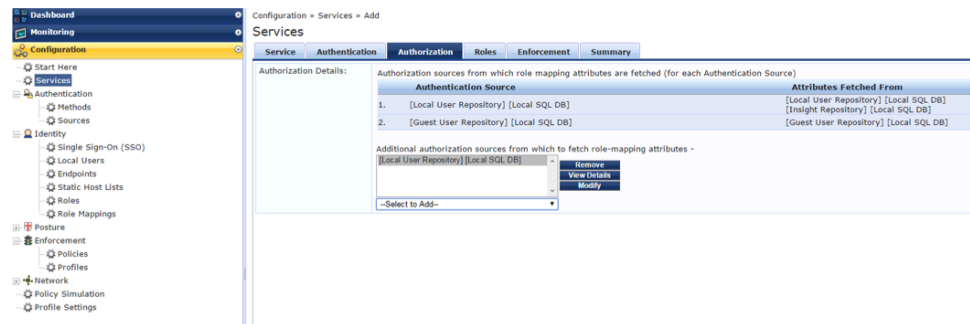 Dashboard
Monitoring
Configuration
Start Here
Services
Authentication
Methods
Sources
Identity
Single Sign-On (SSO)
Local Users
Endpoints
Static Host Lists
Roles
Role Mappings
Posture
Enforcement
Policies
Profiles
Network
Policy Simulation
Profile Settings
Configuration » Services » Add
Services
Service Authentication Authorization Roles Enforcement Summary
Authorization Details:
Authorization sources from which role mapping attributes are fetched (for each Authentication Source)
Authentication Source Attributes Fetched From
1. [Local User Repository] [Local SQL DB] [Local User Repository] [Local SQL DB]
[Insight Repository] [Local SQL DB]
2. [Guest User Repository] [Local SQL DB] [Guest User Repository] [Local SQL DB]
Additional authorization sources from which to fetch role-mapping attributes -
[Local User Repository] [Local SQL DB]
Remove
View Details
Modify
--Select to Add--